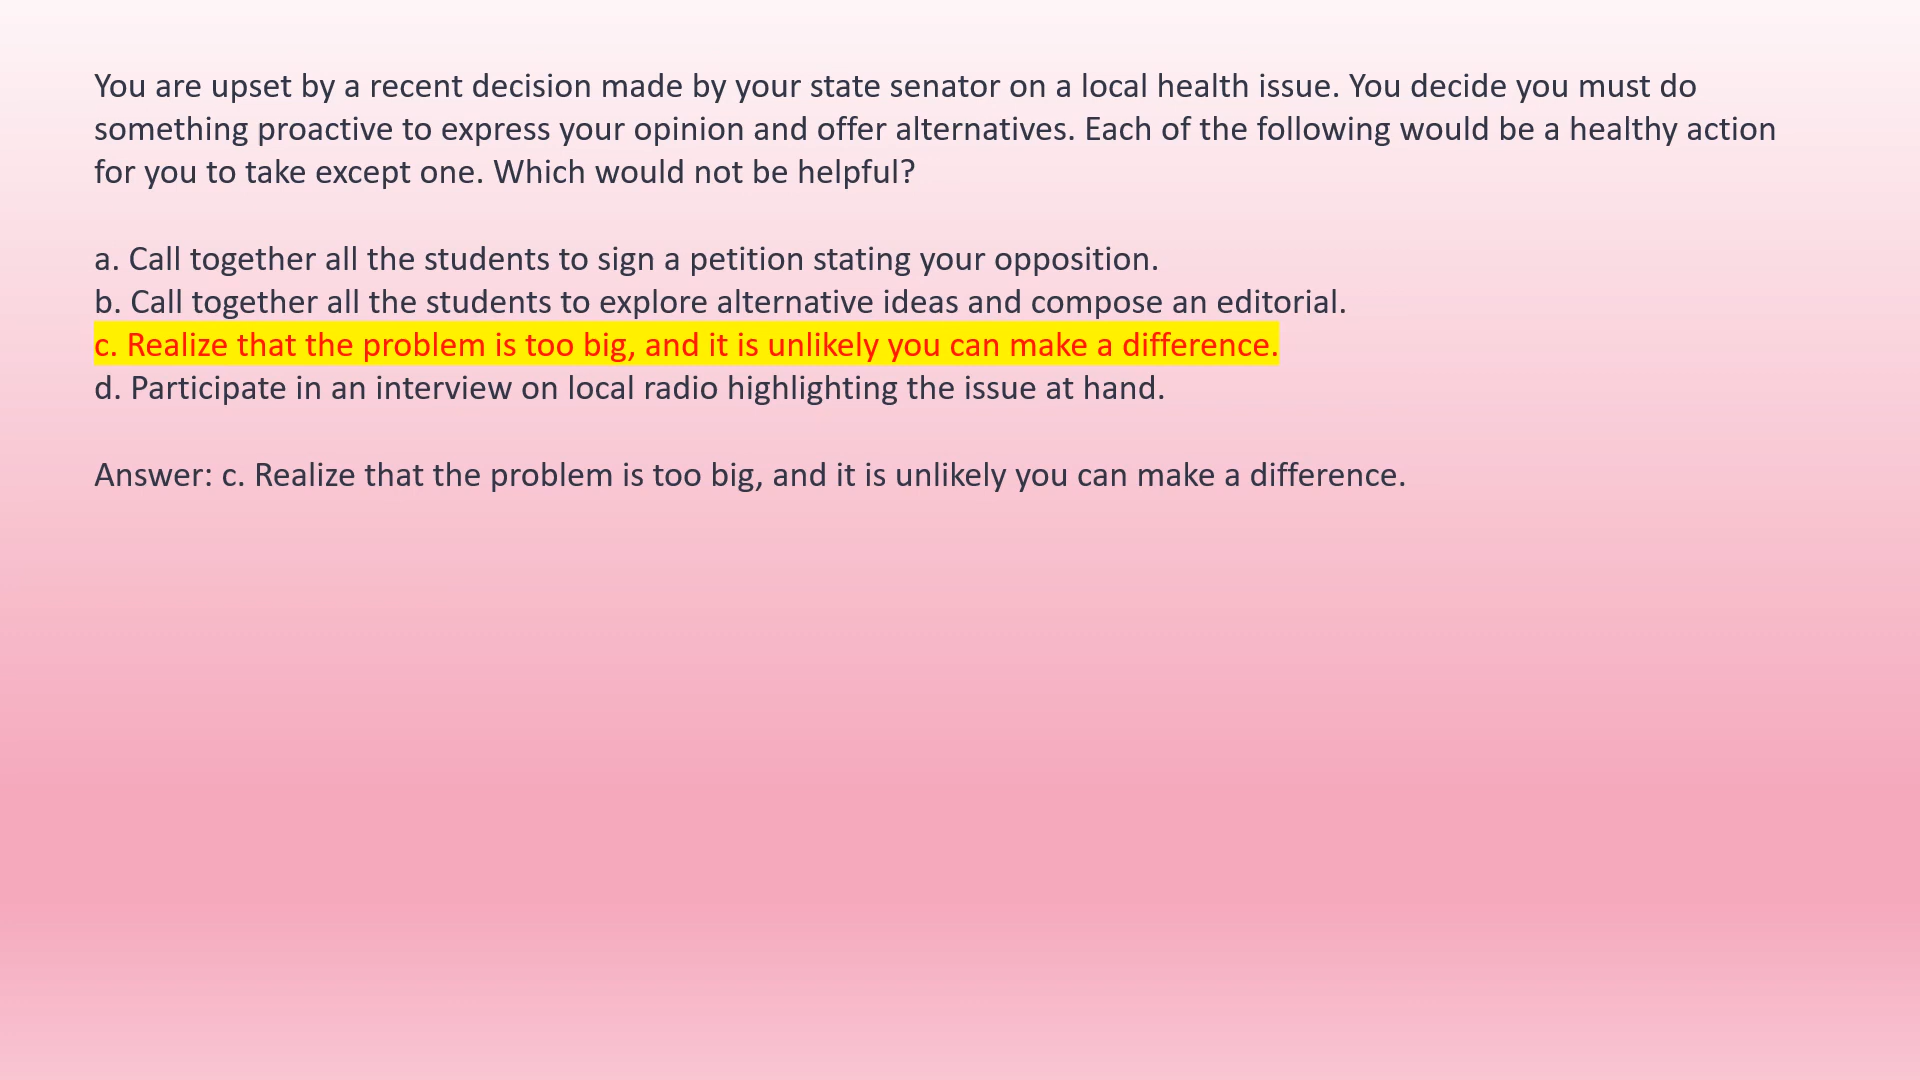 You are upset by a recent decision made by your state senator on a local health issue. You decide you must do
something proactive to express your opinion and offer alternatives. Each of the following would be a healthy action
for you to take except one. Which would not be helpful?
a. Call together all the students to sign a petition stating your opposition.
b. Call together all the students to explore alternative ideas and compose an editorial.
c. Realize that the problem is too big, and it is unlikely you can make a difference.
d. Participate in an interview on local radio highlighting the issue at hand.
Answer: c. Realize that the problem is too big, and it is unlikely you can make a difference.